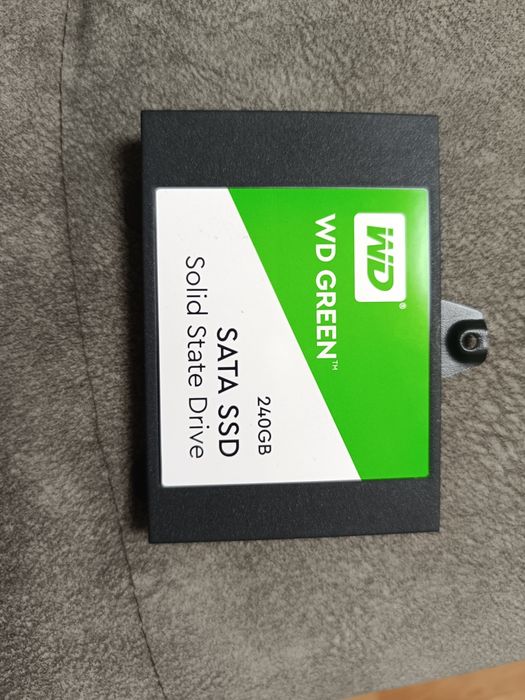 WD®
WD GREEN™
240GB
SATA SSD
Solid State Drive